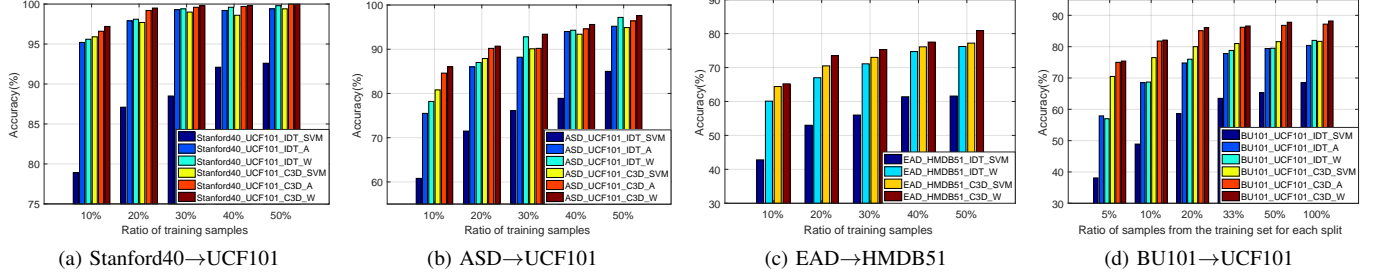 100
95
90
85
80
75
Accuracy(%)
10% 20% 30% 40% 50%
Ratio of training samples
Stanford40_UCF101_IDT_SVM
Stanford40_UCF101_IDT_A
Stanford40_UCF101_IDT_W
Stanford40_UCF101_C3D_SVM
Stanford40_UCF101_C3D_A
Stanford40_UCF101_C3D_W
(a) Stanford40→UCF101
100
90
80
70
60
Accuracy(%)
10% 20% 30% 40% 50%
Ratio of training samples
ASD_UCF101_IDT_SVM
ASD_UCF101_IDT_A
ASD_UCF101_IDT_W
ASD_UCF101_C3D_SVM
ASD_UCF101_C3D_A
ASD_UCF101_C3D_W
(b) ASD→UCF101
100
90
80
70
60
50
40
30
Accuracy(%)
10% 20% 30% 40% 50%
Ratio of training samples
EAD_HMDB51_IDT_SVM
EAD_HMDB51_IDT_W
EAD_HMDB51_C3D_SVM
EAD_HMDB51_C3D_W
(c) EAD→HMDB51
90
80
70
60
50
40
30
Accuracy(%)
5% 10% 20% 33% 50% 100%
Ratio of samples from the training set for each split
BU101_UCF101_IDT_SVM
BU101_UCF101_IDT_A
BU101_UCF101_IDT_W
BU101_UCF101_C3D_SVM
BU101_UCF101_C3D_A
BU101_UCF101_C3D_W
(d) BU101→UCF101